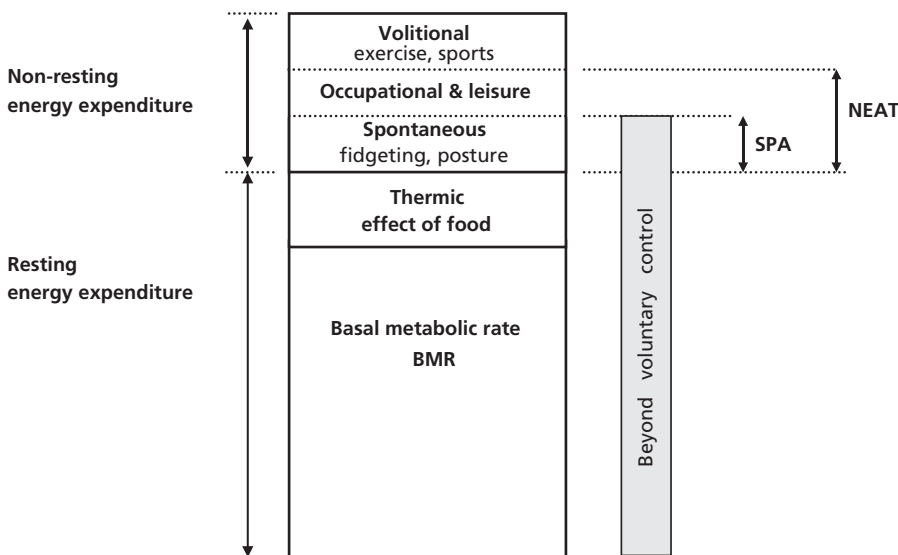 Volitional
exercise, sports
Non-resting
energy expenditure
Occupational & leisure
NEAT
Spontaneous
fidgeting, posture
SPA
Thermic
effect of food
Resting
energy expenditure
Basal metabolic rate
BMR
Beyond voluntary control